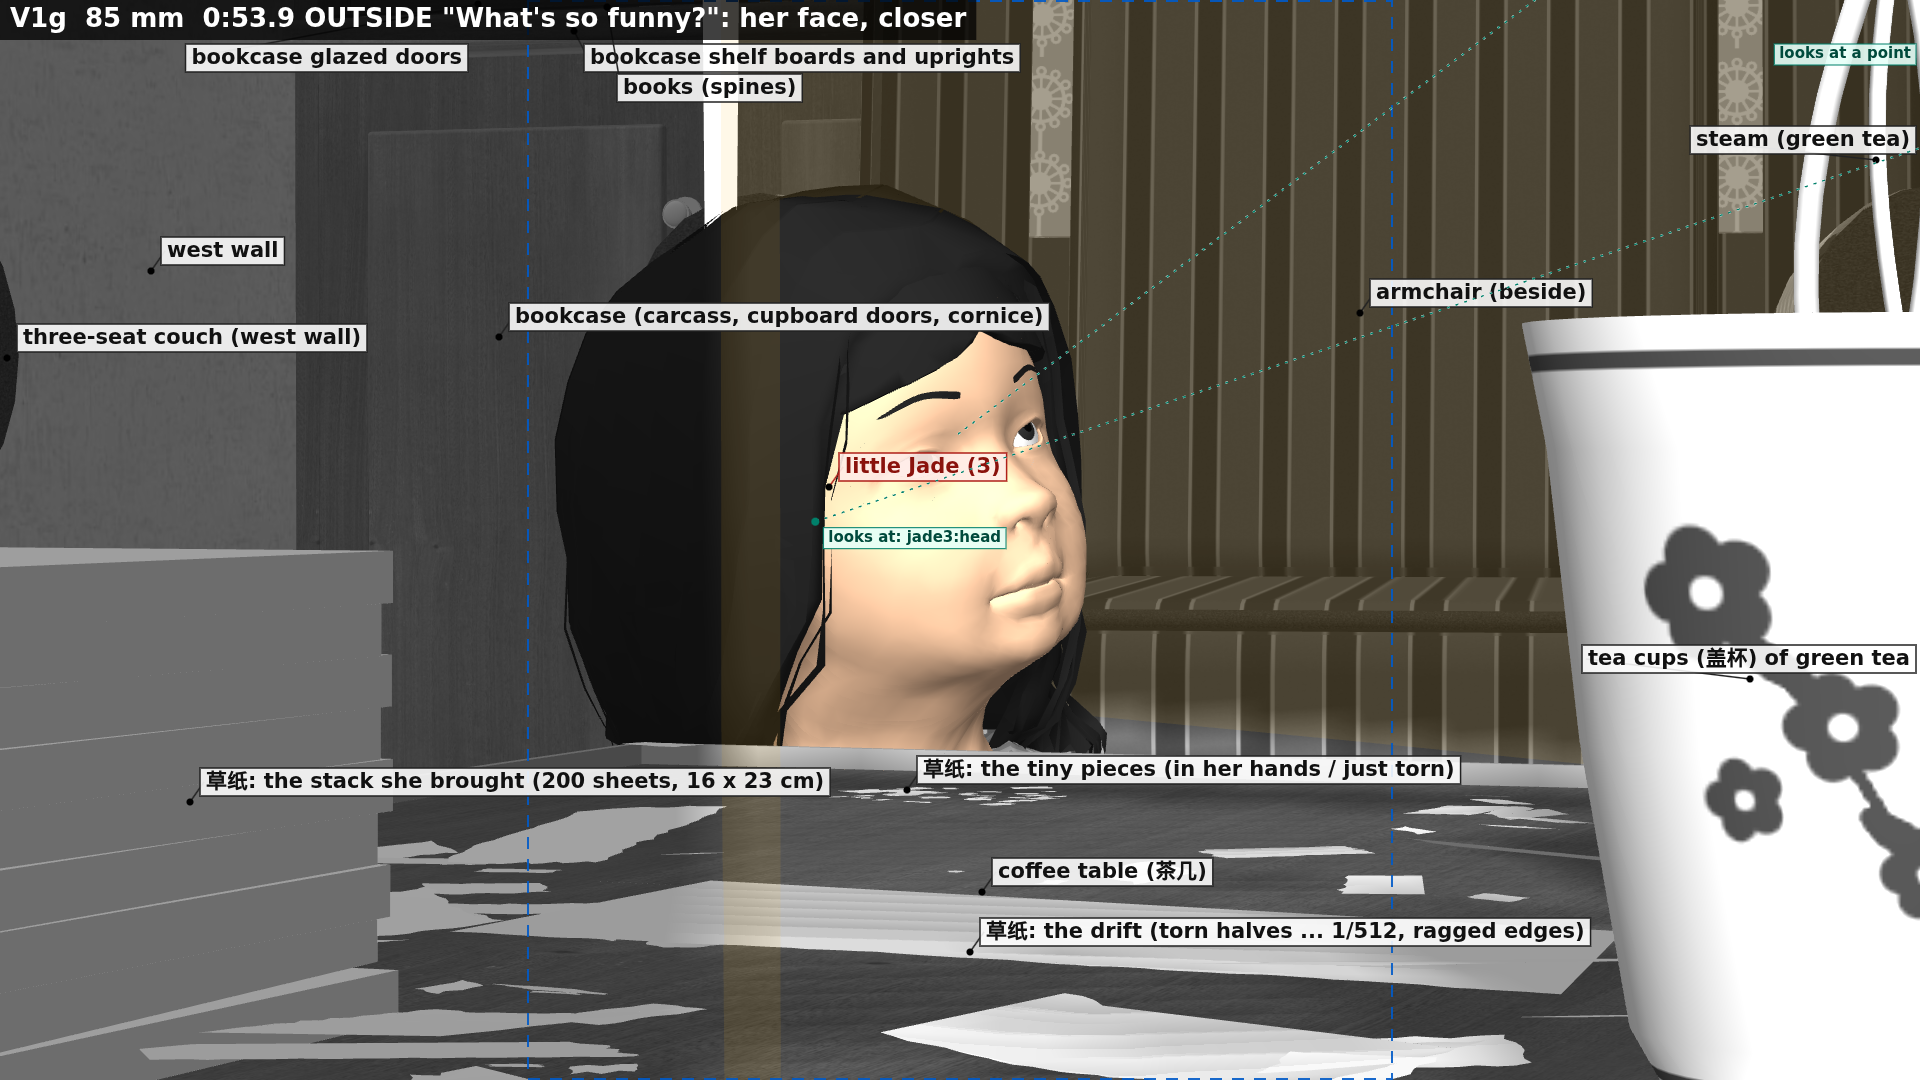 V1g  85 mm  0:53.9 OUTSIDE "What's so funny?": her face, closer
bookcase glazed doors
bookcase shelf boards and uprights
looks at a point
books (spines)
steam (green tea)
west wall
armchair (beside)
bookcase (carcass, cupboard doors, cornice)
three-seat couch (west wall)
little Jade (3)
looks at: jade3:head
tea cups (盖杯) of green tea
草纸: the tiny pieces (in her hands / just torn)
草纸: the stack she brought (200 sheets, 16 x 23 cm)
coffee table (茶几)
草纸: the drift (torn halves ... 1/512, ragged edges)